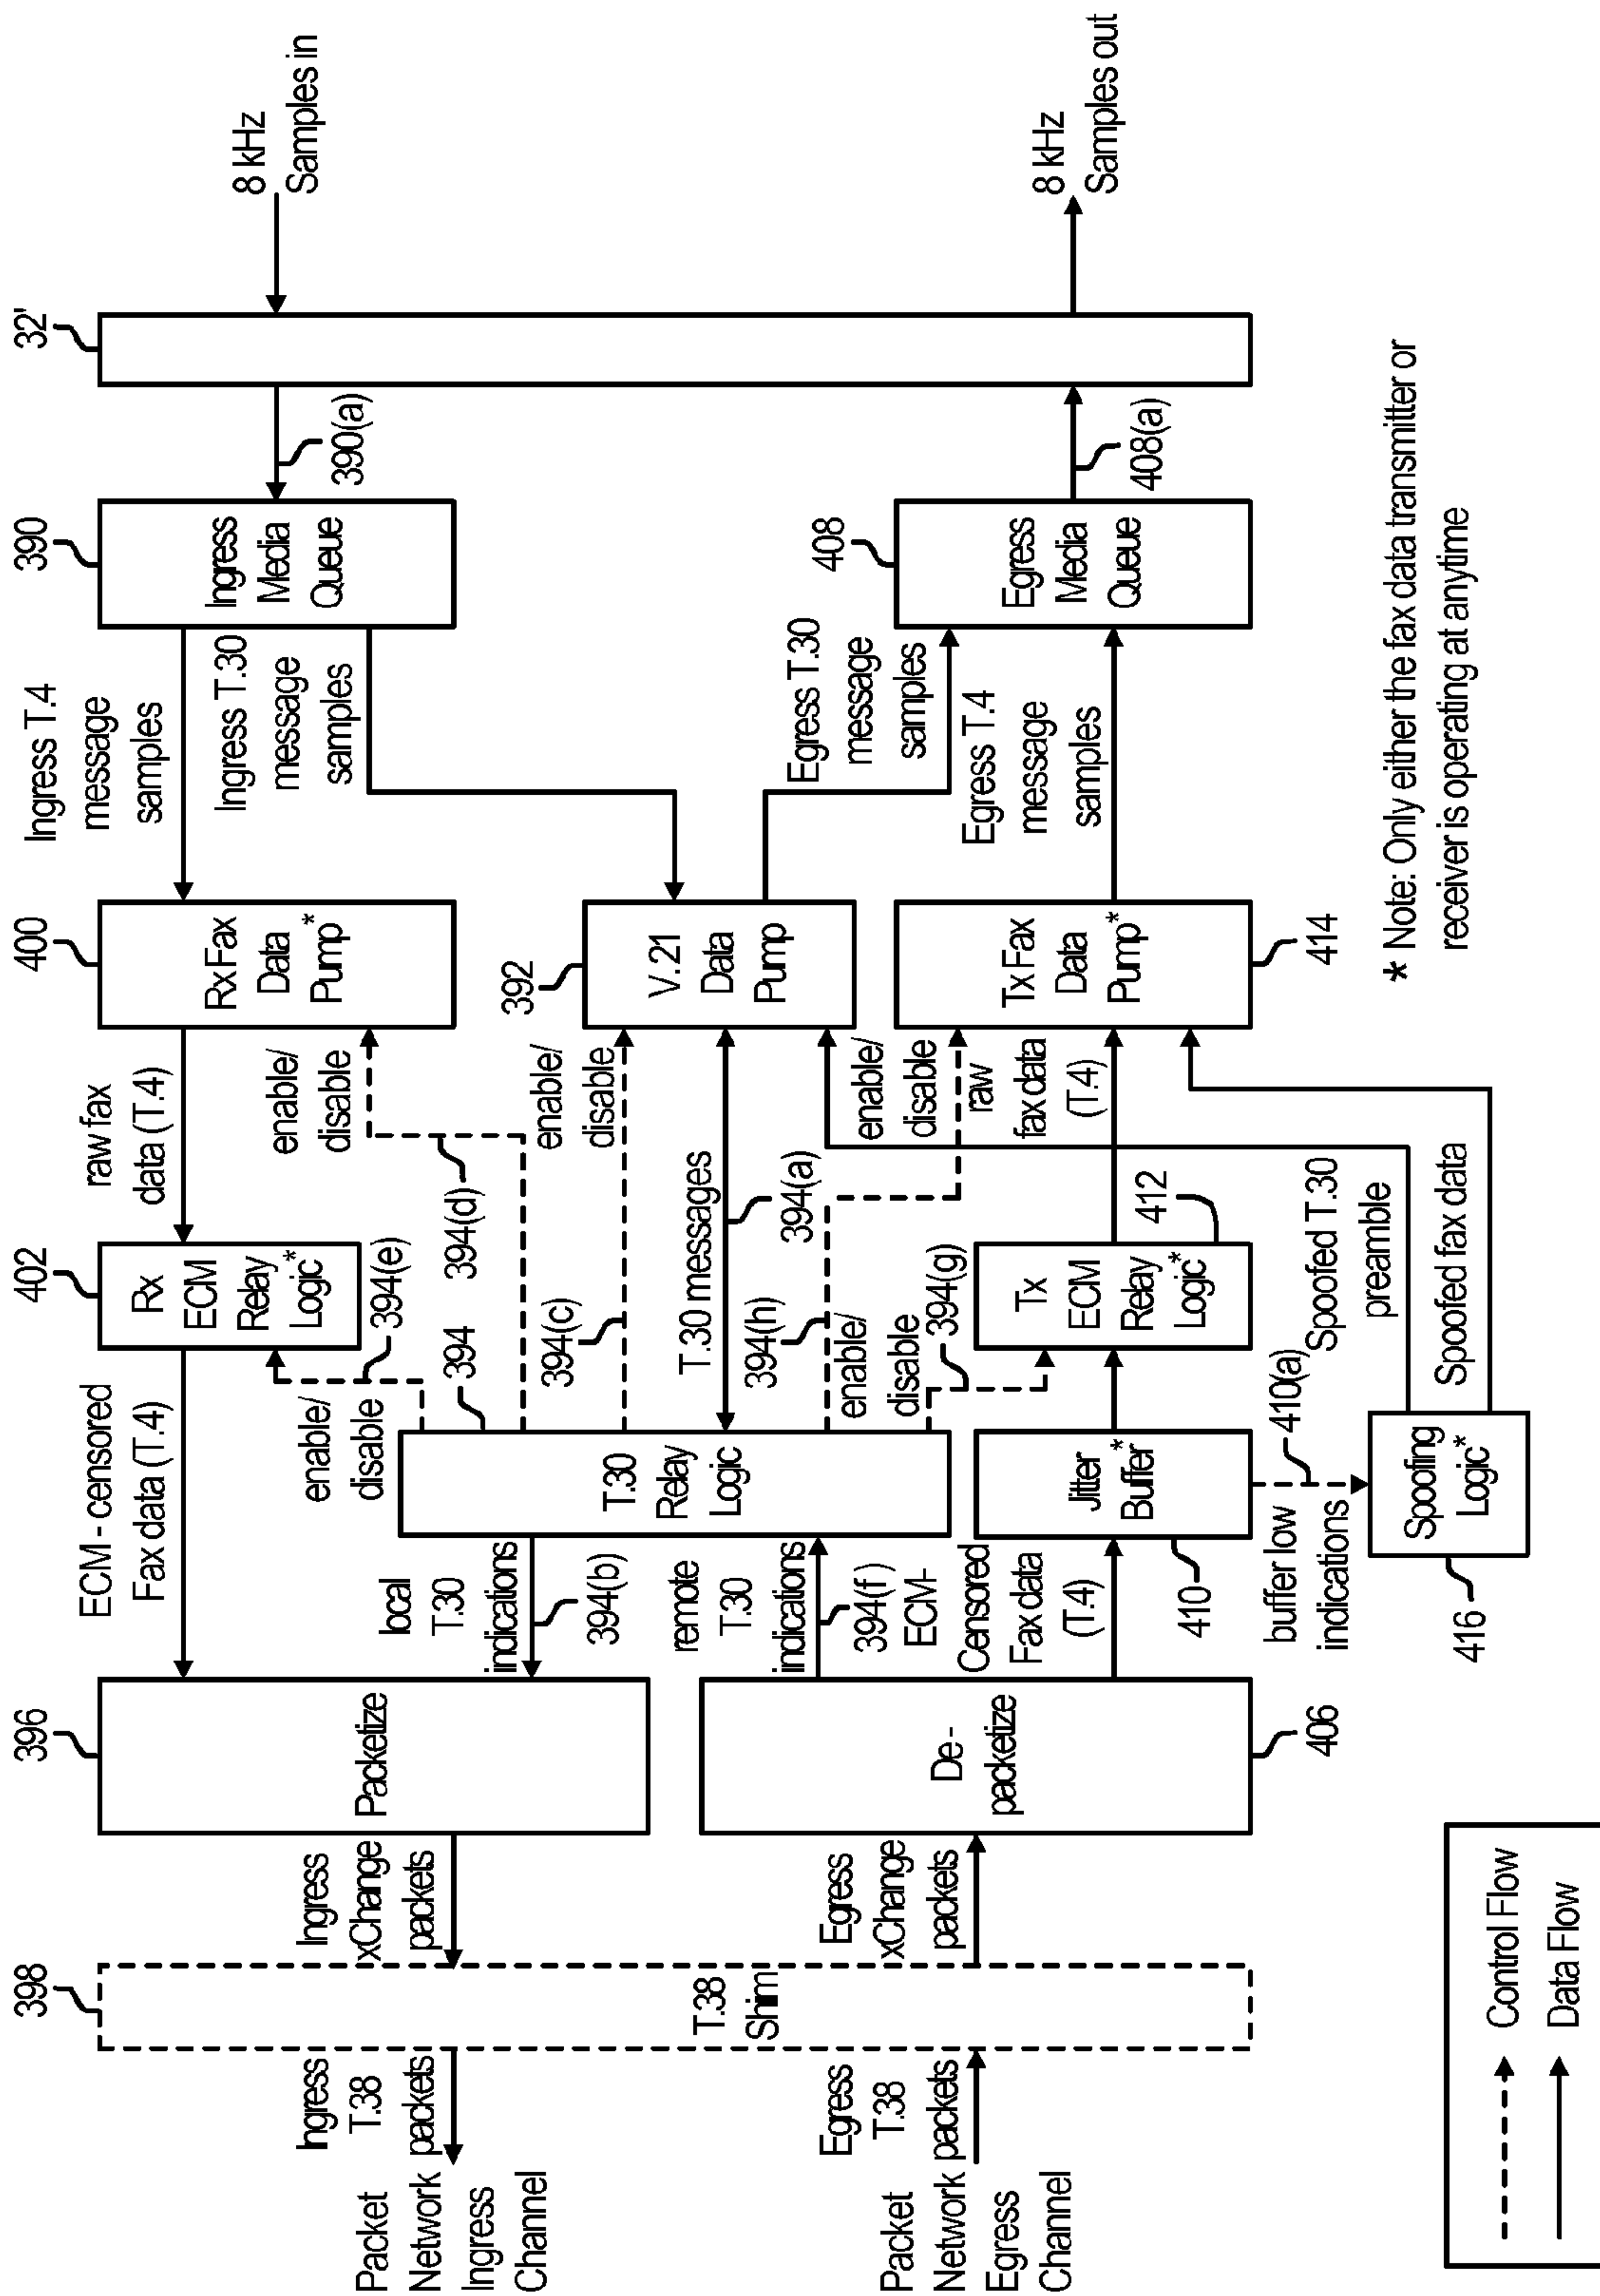 8 kHz
Samples in
32'
390(a)
390
Ingress
Media
Queue
Ingress T.4
message
samples
Ingress T.30
message
samples
400
Rx Fax
Data
Pump*
raw fax
data (T.4)
enable/
disable
394(d)
402
Rx
ECM
Relay
Logic*
394(e)
ECM - censored
Fax data (T.4)
enable/
disable
396
Packetize
Ingress
xChange
packets
398
T.38
Shim
Ingress
T.38
packets
Packet
Network
Ingress
Channel
394
T.30
Relay
Logic
local
T.30
indications
394(b)
remote
T.30
indications
394(f)
394(c)
enable/
disable
T.30 messages
394(a)
394(h)
enable/
disable
enable/
disable
394(g)
392
V.21
Data
Pump
Egress T.30
message
samples
408
Egress
Media
Queue
408(a)
8 kHz
Samples out
Egress T.4
message
samples
Tx Fax
Data
Pump*
414
raw
fax data
(T.4)
Tx
ECM
Relay
Logic*
412
Jitter
Buffer*
410
ECM-
Censored
Fax data
(T.4)
De -
packetize
406
Egress
xChange
packets
Egress
T.38
packets
Packet
Network
Egress
Channel
buffer low
indications
410(a)
Spoofing
Logic*
416
Spoofed T.30
preamble
Spoofed fax data
* Note: Only either the fax data transmitter or
receiver is operating at anytime
Control Flow
Data Flow